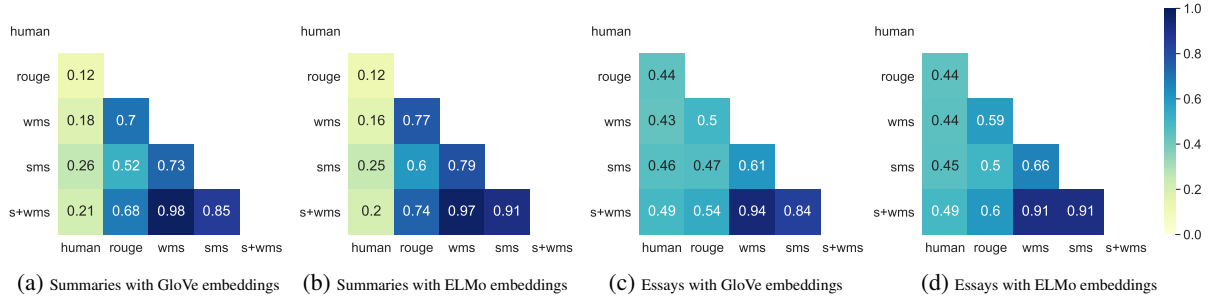 human
rouge 0.12
wms 0.18 0.7
sms 0.26 0.52 0.73
s+wms 0.21 0.68 0.98 0.85
human rouge wms sms s+wms
(a) Summaries with GloVe embeddings
human
rouge 0.12
wms 0.16 0.77
sms 0.25 0.6 0.79
s+wms 0.2 0.74 0.97 0.91
human rouge wms sms s+wms
(b) Summaries with ELMo embeddings
human
rouge 0.44
wms 0.43 0.5
sms 0.46 0.47 0.61
s+wms 0.49 0.54 0.94 0.84
human rouge wms sms s+wms
(c) Essays with GloVe embeddings
human
rouge 0.44
wms 0.44 0.59
sms 0.45 0.5 0.66
s+wms 0.49 0.6 0.91 0.91
human rouge wms sms s+wms
(d) Essays with ELMo embeddings
1.0
0.8
0.6
0.4
0.2
0.0